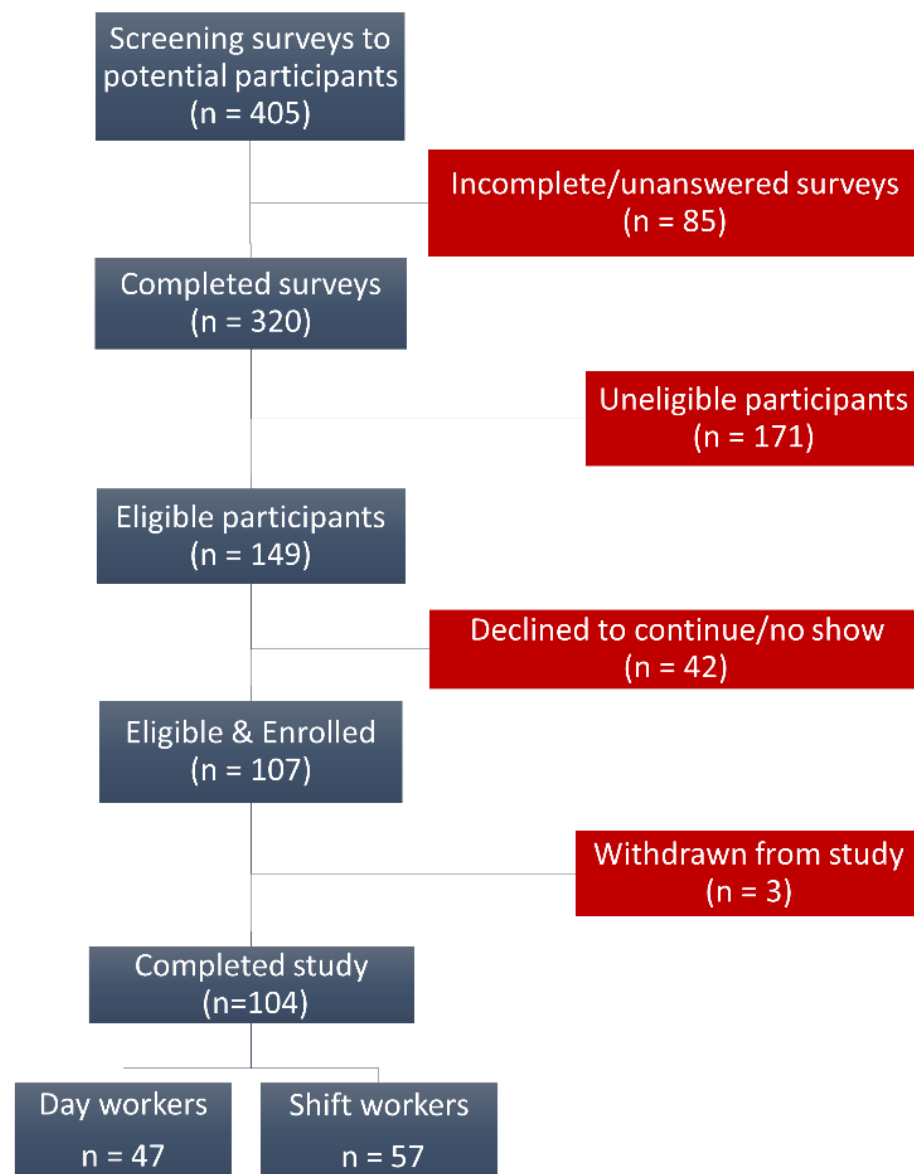 Screening surveys to
potential participants
(n = 405)
Incomplete/unanswered surveys
(n = 85)
Completed surveys
(n = 320)
Uneligible participants
(n = 171)
Eligible participants
(n = 149)
Declined to continue/no show
(n = 42)
Eligible & Enrolled
(n = 107)
Withdrawn from study
(n = 3)
Completed study
(n=104)
Day workers
n = 47
Shift workers
n = 57